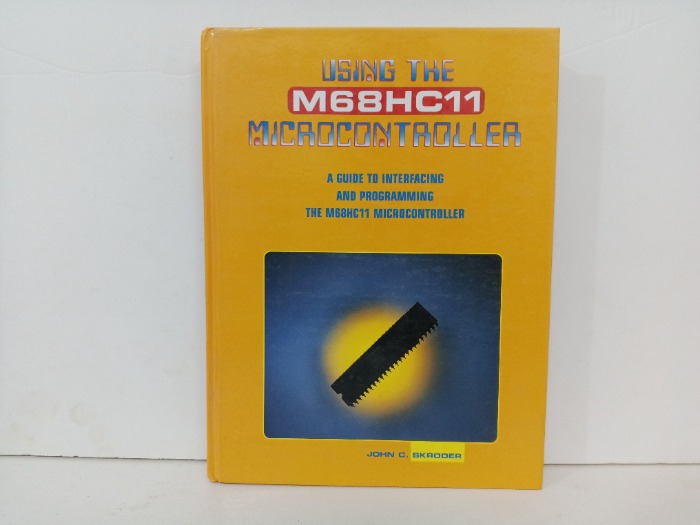 USING THE
M68HC11
MICROCONTROLLER
A GUIDE TO INTERFACING
AND PROGRAMMING
THE M68HC11 MICROCONTROLLER
JOHN C. SKRODER